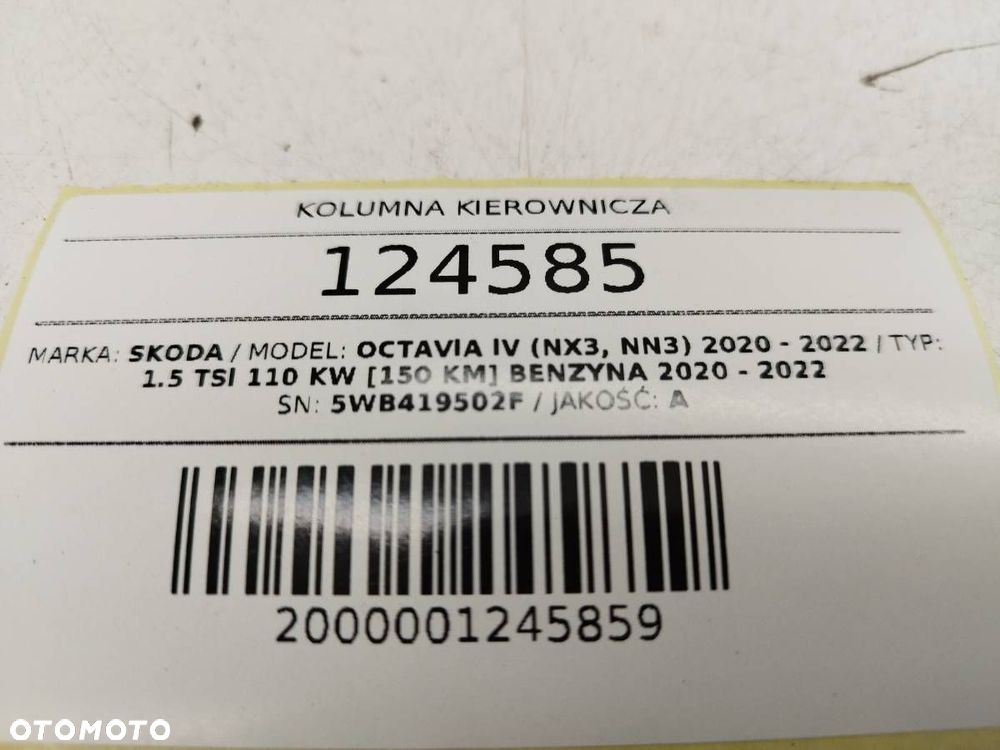 KOLUMNA KIEROWNICZA
124585
MARKA: SKODA / MODEL: OCTAVIA IV (NX3, NN3) 2020 - 2022 / TYP:
1.5 TSI 110 KW [150 KM] BENZYNA 2020 - 2022
SN: 5WB419502F / JAKOŚĆ: A
2000001245859
OTOMOTO